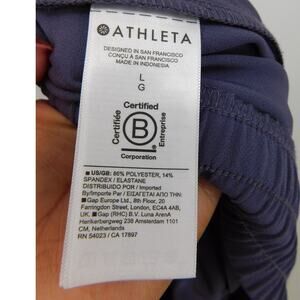 ATHLETA
DESIGNED IN SAN FRANCISCO
CONÇU À SAN FRANCISCO
MADE IN INDONESIA
L
G
Certified
Certifiée
B
Entreprise
Corporation
■ US/GB: 86% POLYESTER, 14%
SPANDEX / ELASTANE
DISTRIBUIDO POR / Imported
By/Importé Par / ΕΙΣΑΓΕΤΑΙ ΑΠΟ ΤΗΝ:
■ Gap Europe Ltd., 8th Floor, 20
Farringdon Street, London, EC4A 4AB,
UK. ■ Gap (RHC) B.V. Luna ArenA
Herikerbergweg 238 Amsterdam 1101
CM, Netherlands
RN 54023 / CA 17897